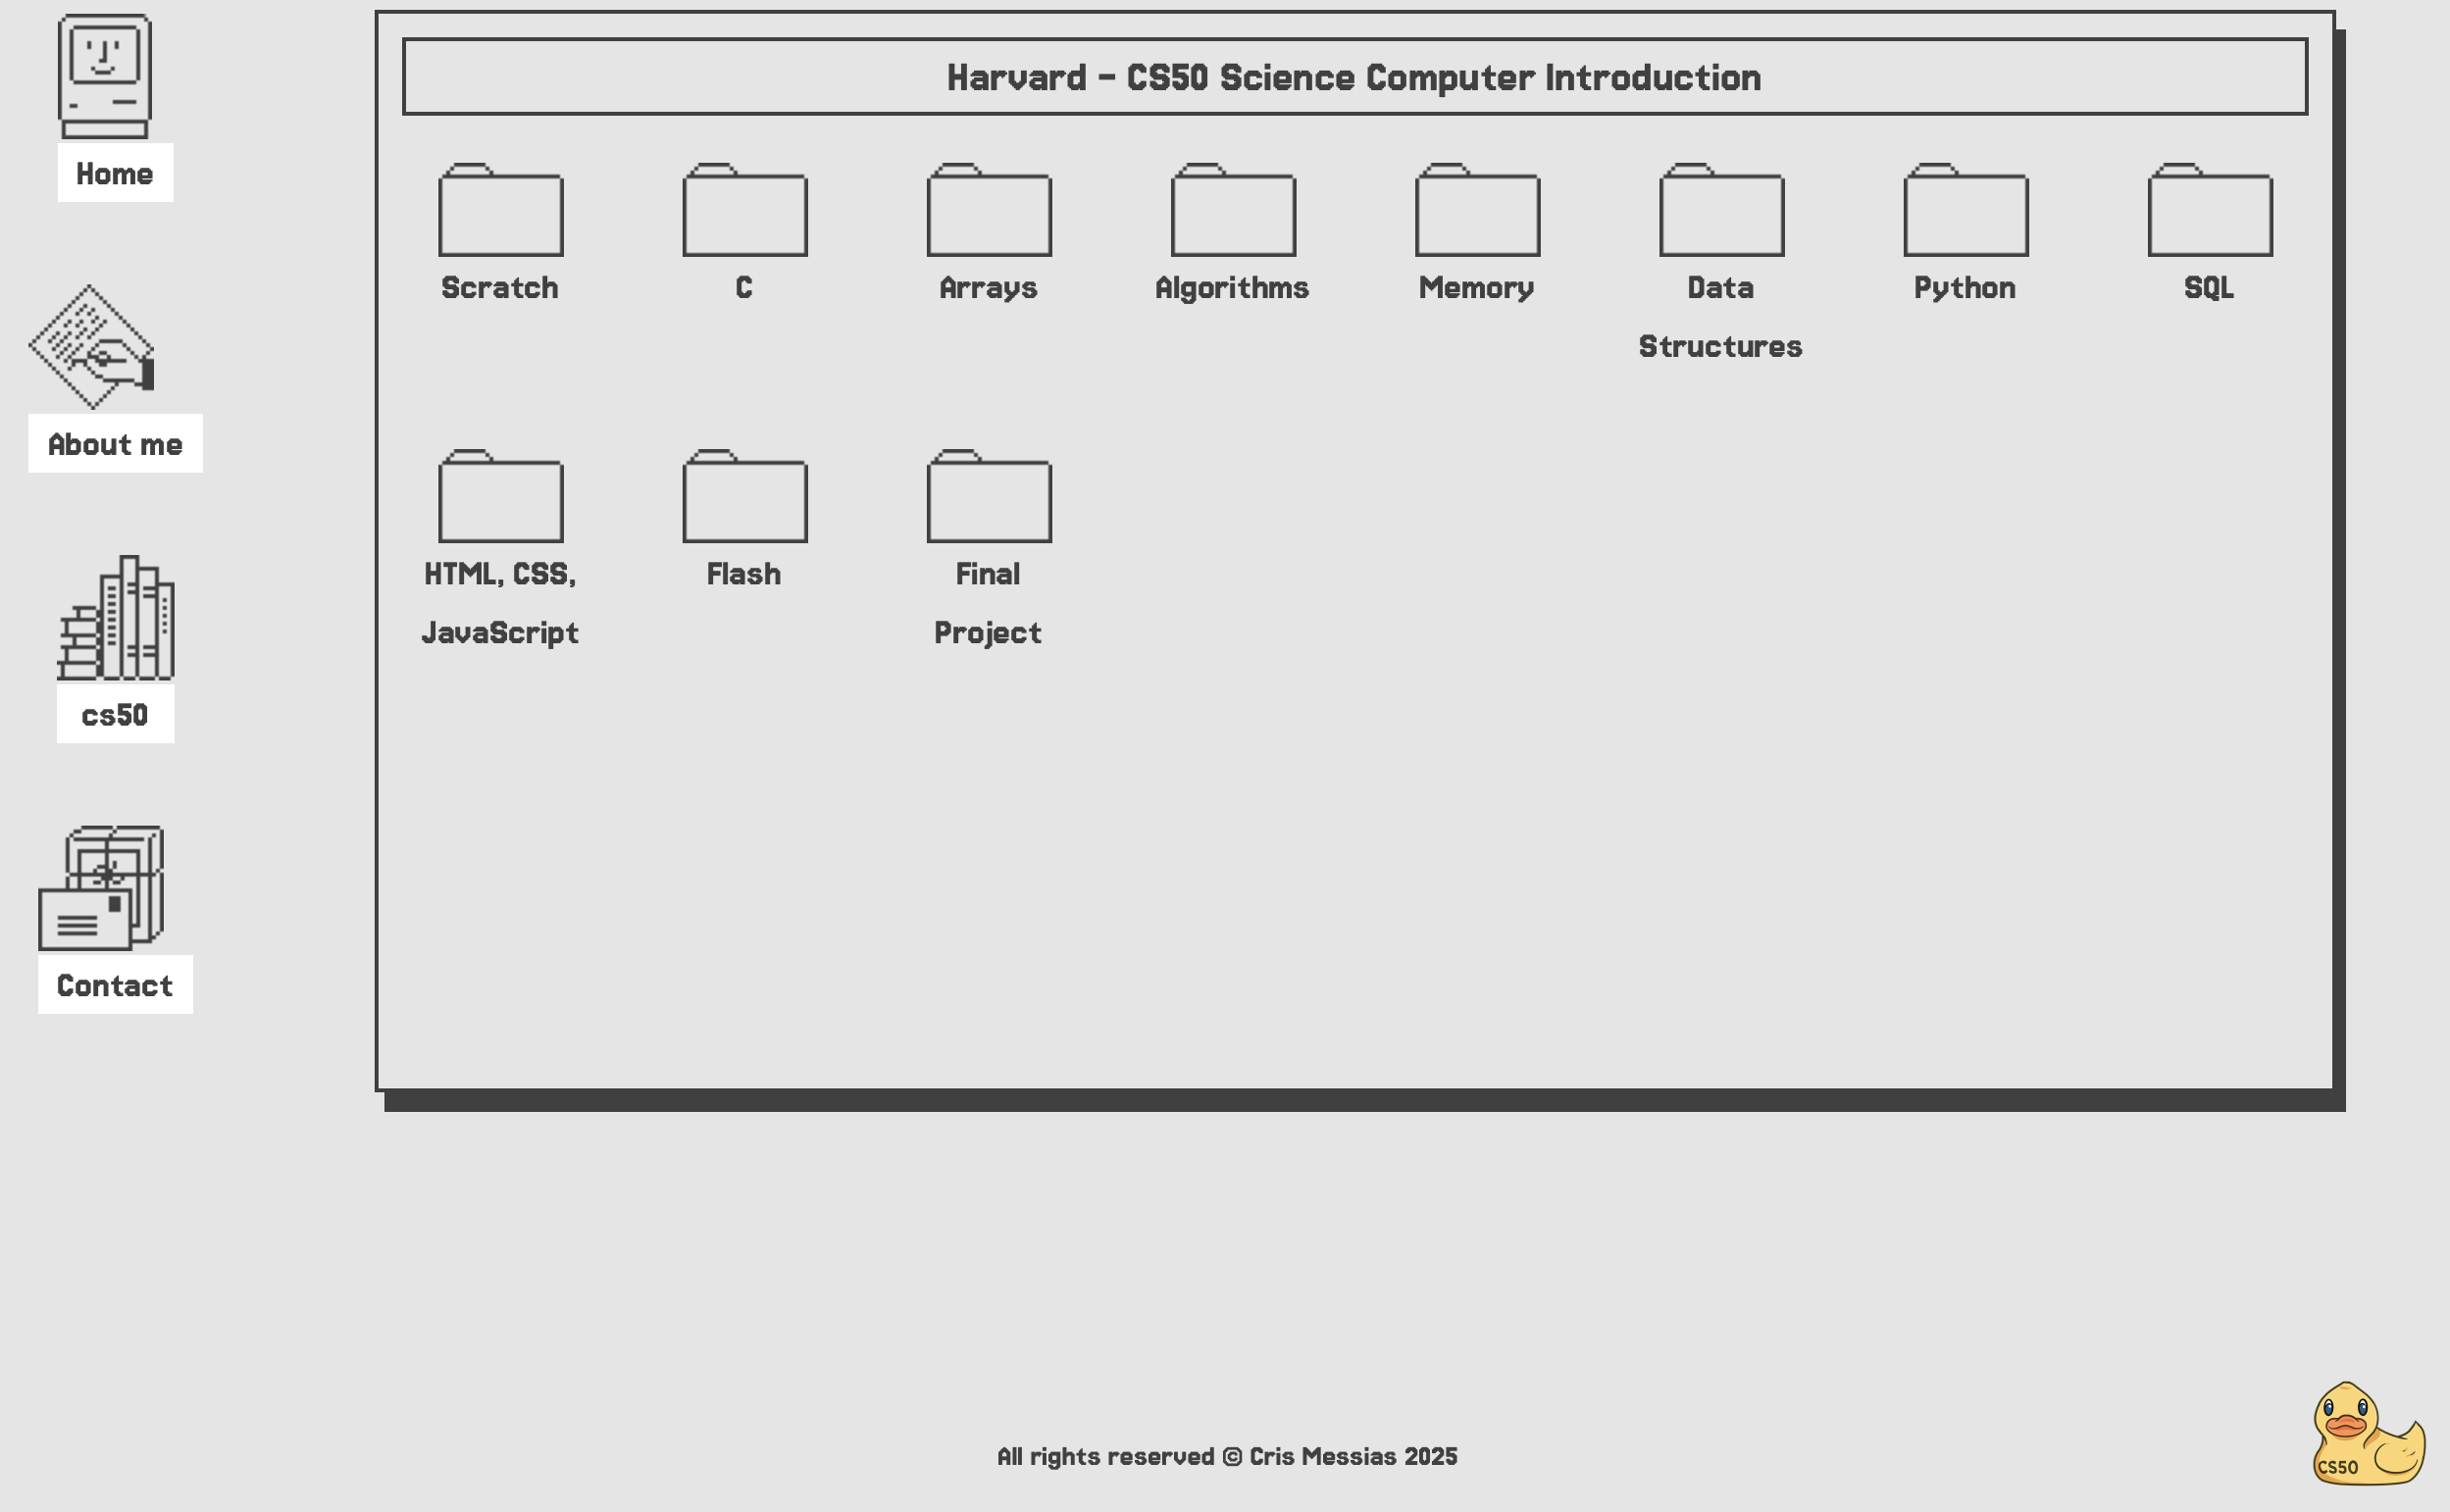 Harvard - CS50 Science Computer Introduction
Home
About me
cs50
Contact
Scratch
C
Arrays
Algorithms
Memory
Data
Structures
Python
SQL
HTML, CSS,
JavaScript
Flash
Final
Project
All rights reserved © Cris Messias 2025
CS50